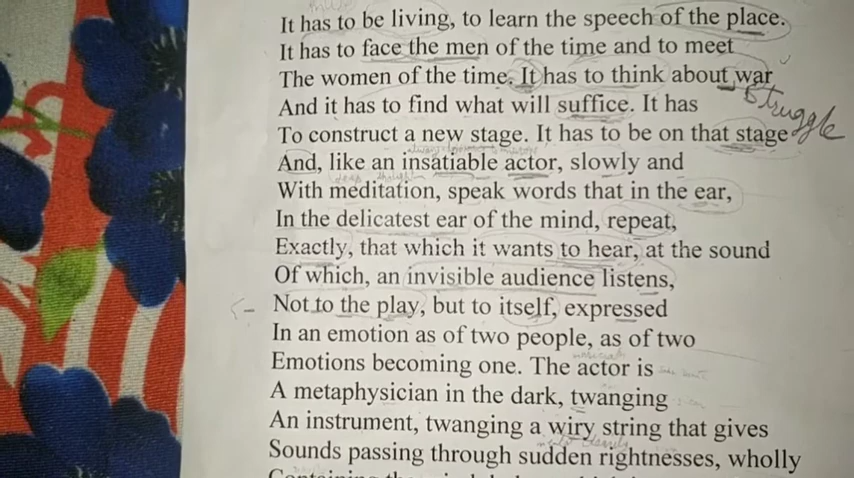 It has to be living, to learn the speech of the place.
It has to face the men of the time and to meet
The women of the time. It has to think about war
struggle
And it has to find what will suffice. It has
To construct a new stage. It has to be on that stage
And, like an insatiable actor, slowly and
deep
With meditation, speak words that in the ear,
In the delicatest ear of the mind, repeat,
Exactly, that which it wants to hear, at the sound
Of which, an invisible audience listens,
Not to the play, but to itself, expressed
In an emotion as of two people, as of two
Emotions becoming one. The actor is
A metaphysician in the dark, twanging
An instrument, twanging a wiry string that gives
Sounds passing through sudden rightnesses, wholly